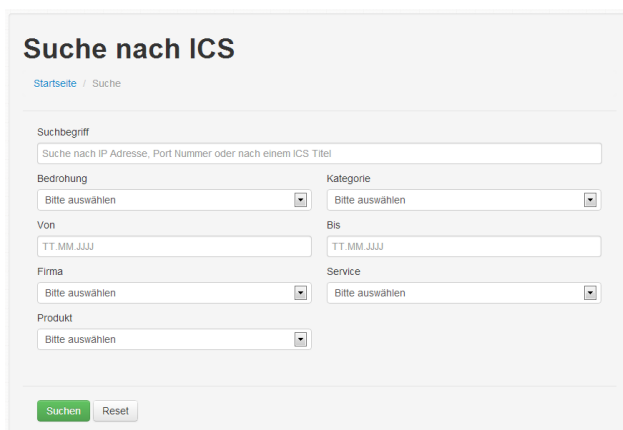 Suche nach ICS
Startseite / Suche
Suchbegriff
Suche nach IP Adresse, Port Nummer oder nach einem ICS Titel
Bedrohung Kategorie
Bitte auswählen Bitte auswählen
Von Bis
TT.MM.JJJJ TT.MM.JJJJ
Firma Service
Bitte auswählen Bitte auswählen
Produkt
Bitte auswählen
Suchen Reset